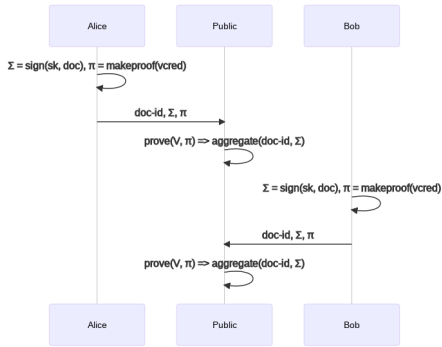 Alice
Public
Bob
Σ = sign(sk, doc), π = makeproof(vcred)
doc-id, Σ, π
prove(V, π) => aggregate(doc-id, Σ)
Σ = sign(sk, doc), π = makeproof(vcred)
doc-id, Σ, π
prove(V, π) => aggregate(doc-id, Σ)
Alice
Public
Bob